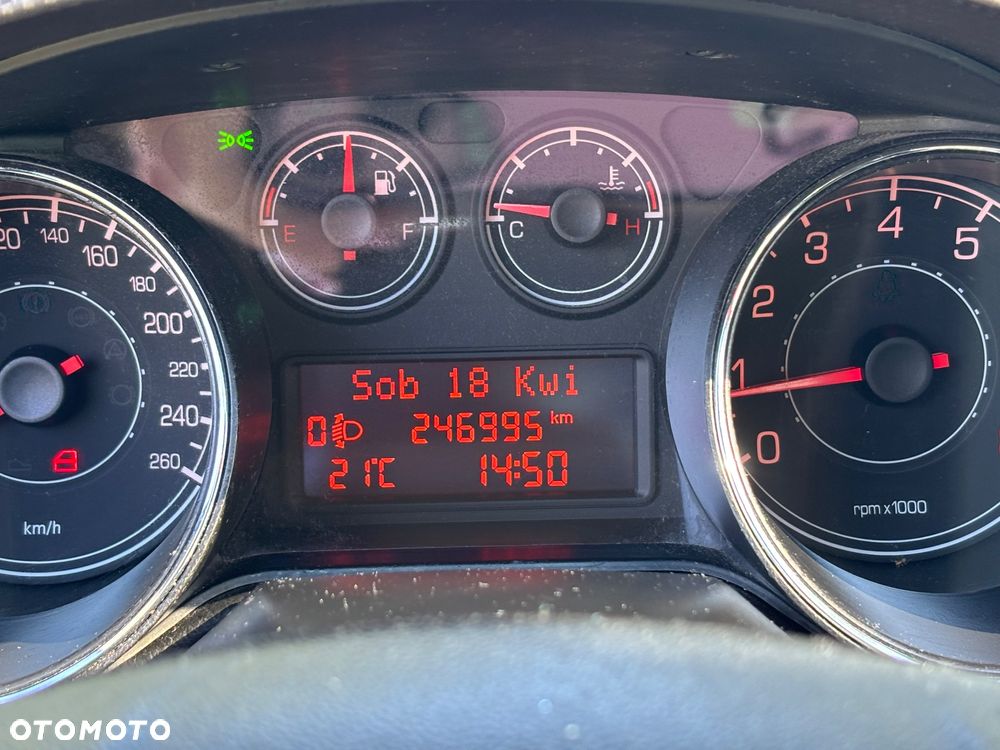 E F
C H
20 140 160 180 200 220 240 260
km/h
Sob 18 Kwi
0 246995 km
21°C 14:50
0 1 2 3 4 5
rpm x1000
OTOMOTO